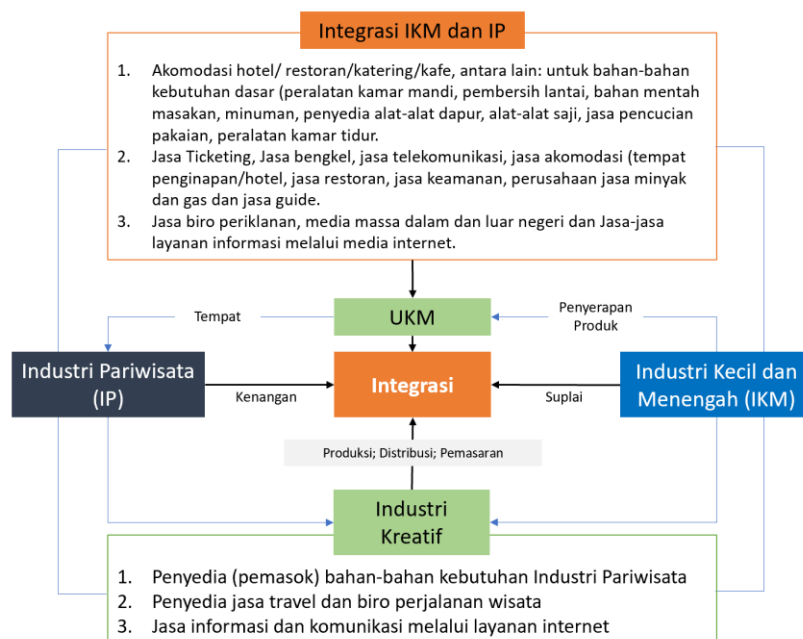 Integrasi IKM dan IP
1. Akomodasi hotel/ restoran/katering/kafe, antara lain: untuk bahan-bahan
kebutuhan dasar (peralatan kamar mandi, pembersih lantai, bahan mentah
masakan, minuman, penyedia alat-alat dapur, alat-alat saji, jasa pencucian
pakaian, peralatan kamar tidur.
2. Jasa Ticketing, Jasa bengkel, jasa telekomunikasi, jasa akomodasi (tempat
penginapan/hotel, jasa restoran, jasa keamanan, perusahaan jasa minyak
dan gas dan jasa guide.
3. Jasa biro periklanan, media massa dalam dan luar negeri dan Jasa-jasa
layanan informasi melalui media internet.
Tempat
UKM
Penyerapan
Produk
Industri Pariwisata
(IP)
Kenangan
Integrasi
Suplai
Industri Kecil dan
Menengah (IKM)
Produksi; Distribusi; Pemasaran
Industri
Kreatif
1. Penyedia (pemasok) bahan-bahan kebutuhan Industri Pariwisata
2. Penyedia jasa travel dan biro perjalanan wisata
3. Jasa informasi dan komunikasi melalui layanan internet